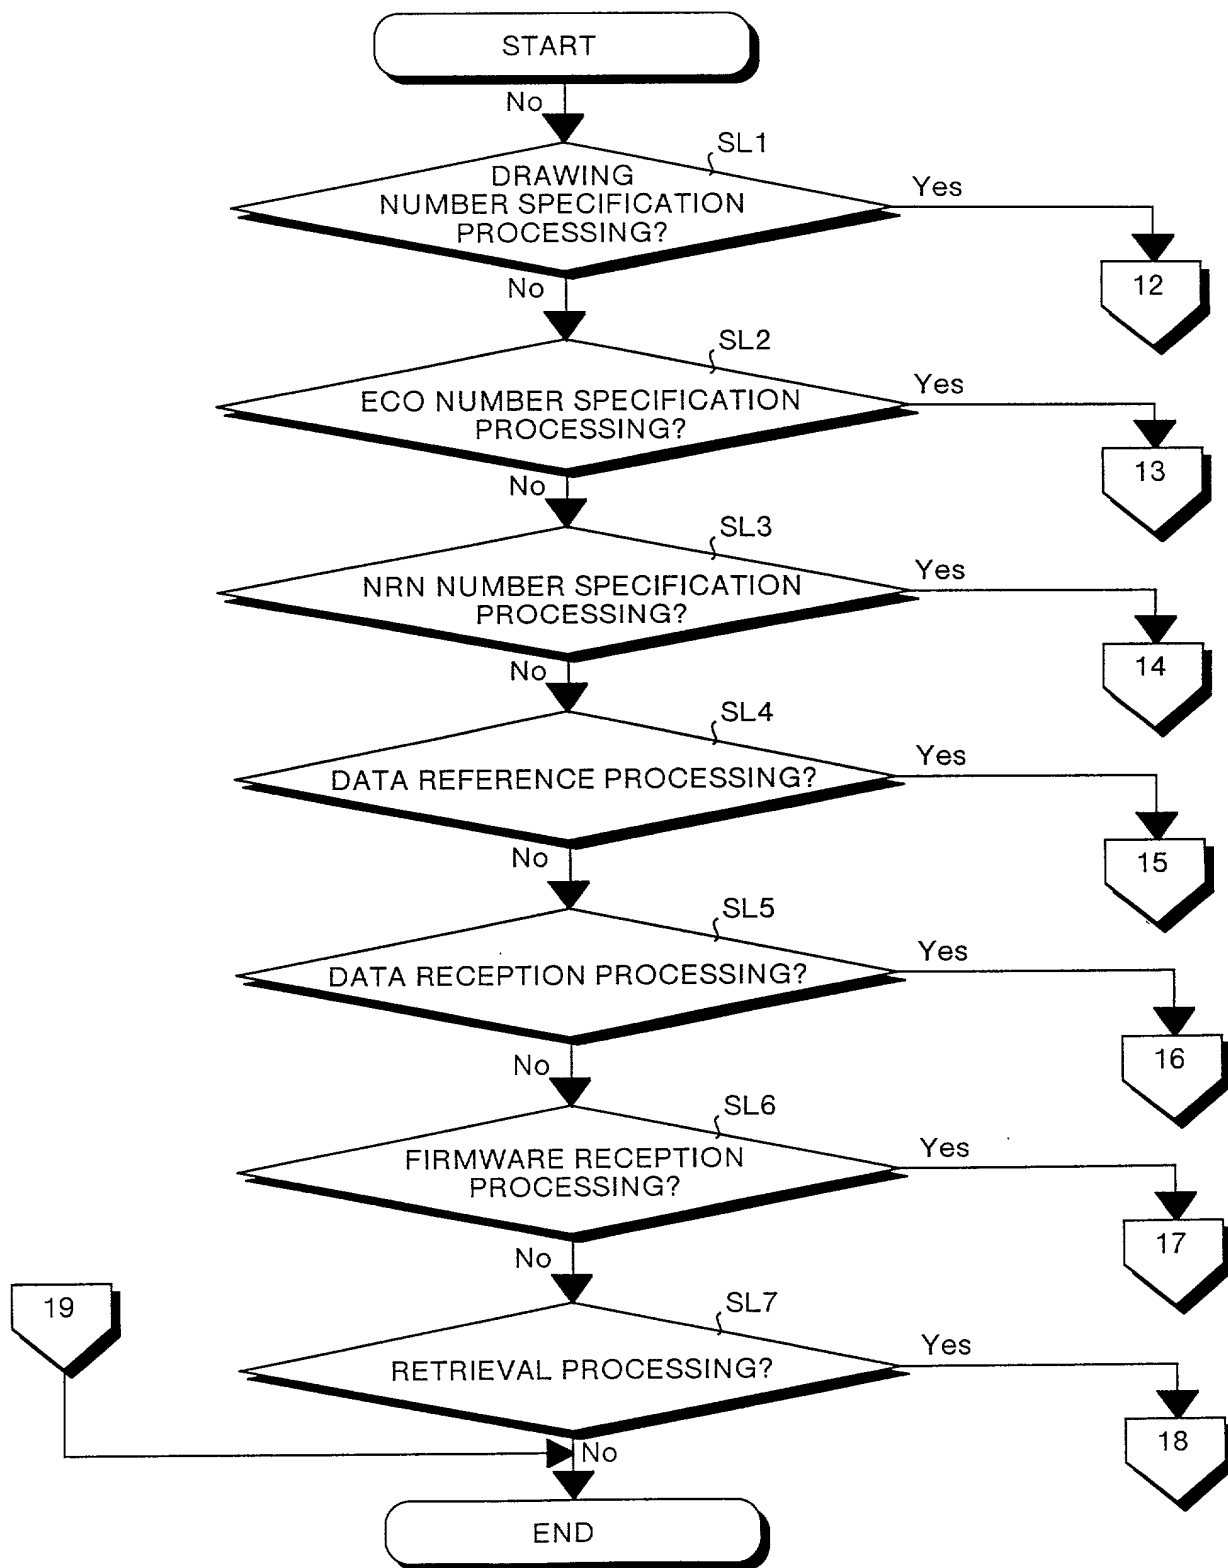 START
No
SL1
DRAWING
NUMBER SPECIFICATION
PROCESSING?
Yes
12
No
SL2
ECO NUMBER SPECIFICATION
PROCESSING?
Yes
13
No
SL3
NRN NUMBER SPECIFICATION
PROCESSING?
Yes
14
No
SL4
DATA REFERENCE PROCESSING?
Yes
15
No
SL5
DATA RECEPTION PROCESSING?
Yes
16
No
SL6
FIRMWARE RECEPTION
PROCESSING?
Yes
17
No
19
SL7
RETRIEVAL PROCESSING?
Yes
18
No
END